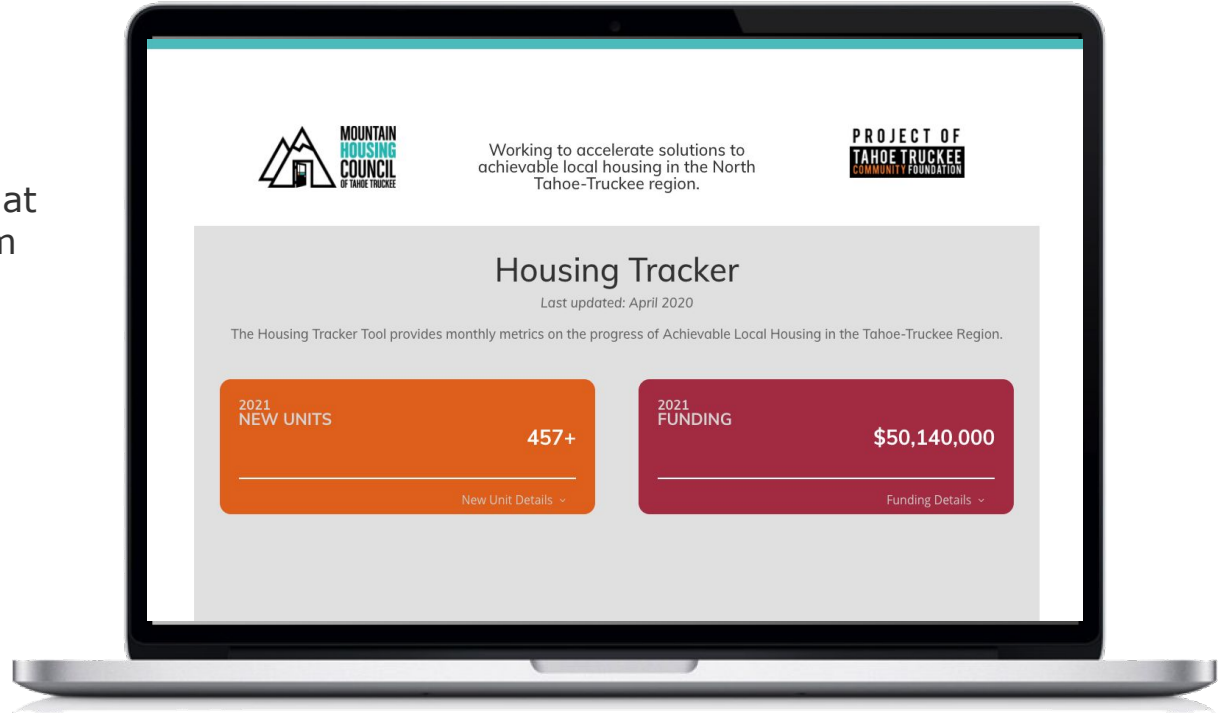 at
MOUNTAIN
HOUSING
COUNCIL
OF TAHOE TRUCKEE
Working to accelerate solutions to
achievable local housing in the North
Tahoe-Truckee region.
PROJECT OF
TAHOE TRUCKEE
COMMUNITY FOUNDATION
Housing Tracker
Last updated: April 2020
The Housing Tracker Tool provides monthly metrics on the progress of Achievable Local Housing in the Tahoe-Truckee Region.
2021
NEW UNITS
457+
New Unit Details
2021
FUNDING
$50,140,000
Funding Details